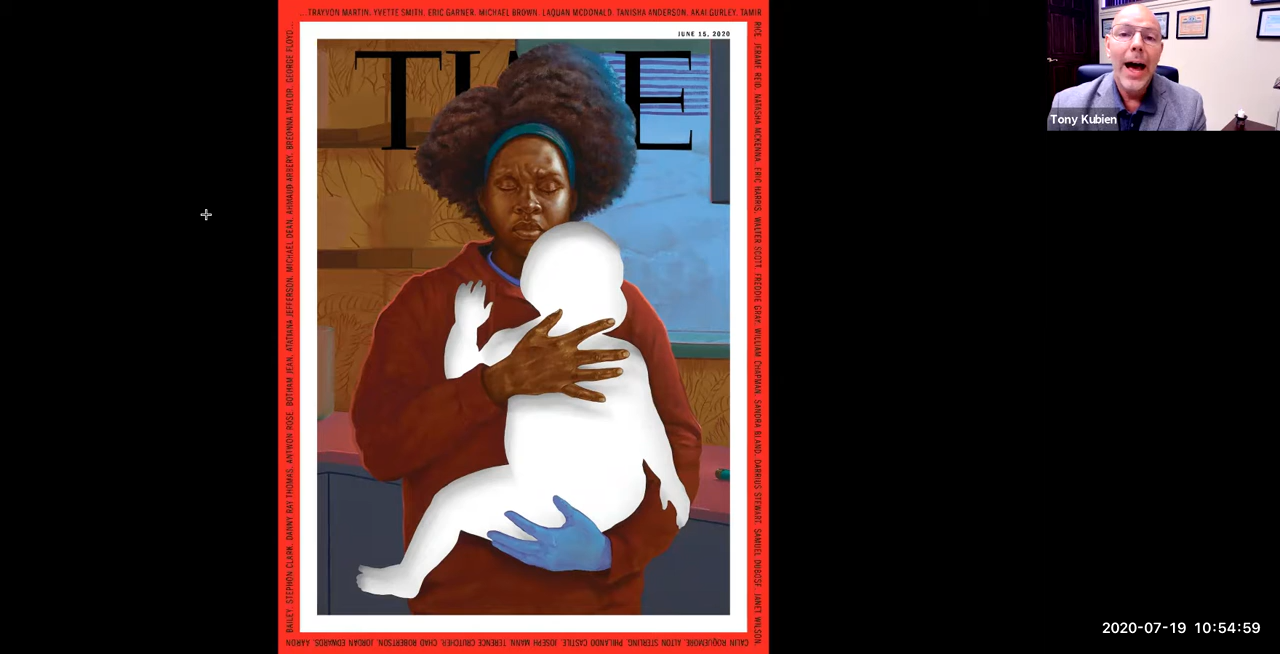 TRAYVON MARTIN. YVETTE SMITH. ERIC GARNER. MICHAEL BROWN. LAQUAN MCDONALD. TANISHA ANDERSON. AKAI GURLEY. TAMIR
RICE. JERAME REID. NATASHA MCKENNA. ERIC HARRIS. WALTER SCOTT. FREDDIE GRAY. WILLIAM CHAPMAN. SANDRA BLAND. DARRIUS STEWART. SAMUEL DUBOSE. JANET WILSON.
CALIN ROQUEMORE. ALTON STERLING. PHILANDO CASTILE. JOSEPH MANN. TERENCE CRUTCHER. CHAD ROBERTSON. JORDAN EDWARDS. AARON
BAILEY. STEPHON CLARK. DANNY RAY THOMAS. ANTWON ROSE. BOTHAM JEAN. ATATIANA JEFFERSON. MICHAEL DEAN. AHMAUD ARBERY. BREONNA TAYLOR. GEORGE FLOYD...
JUNE 15, 2020
TIME
Tony Kubien
2020-07-19 10:54:59